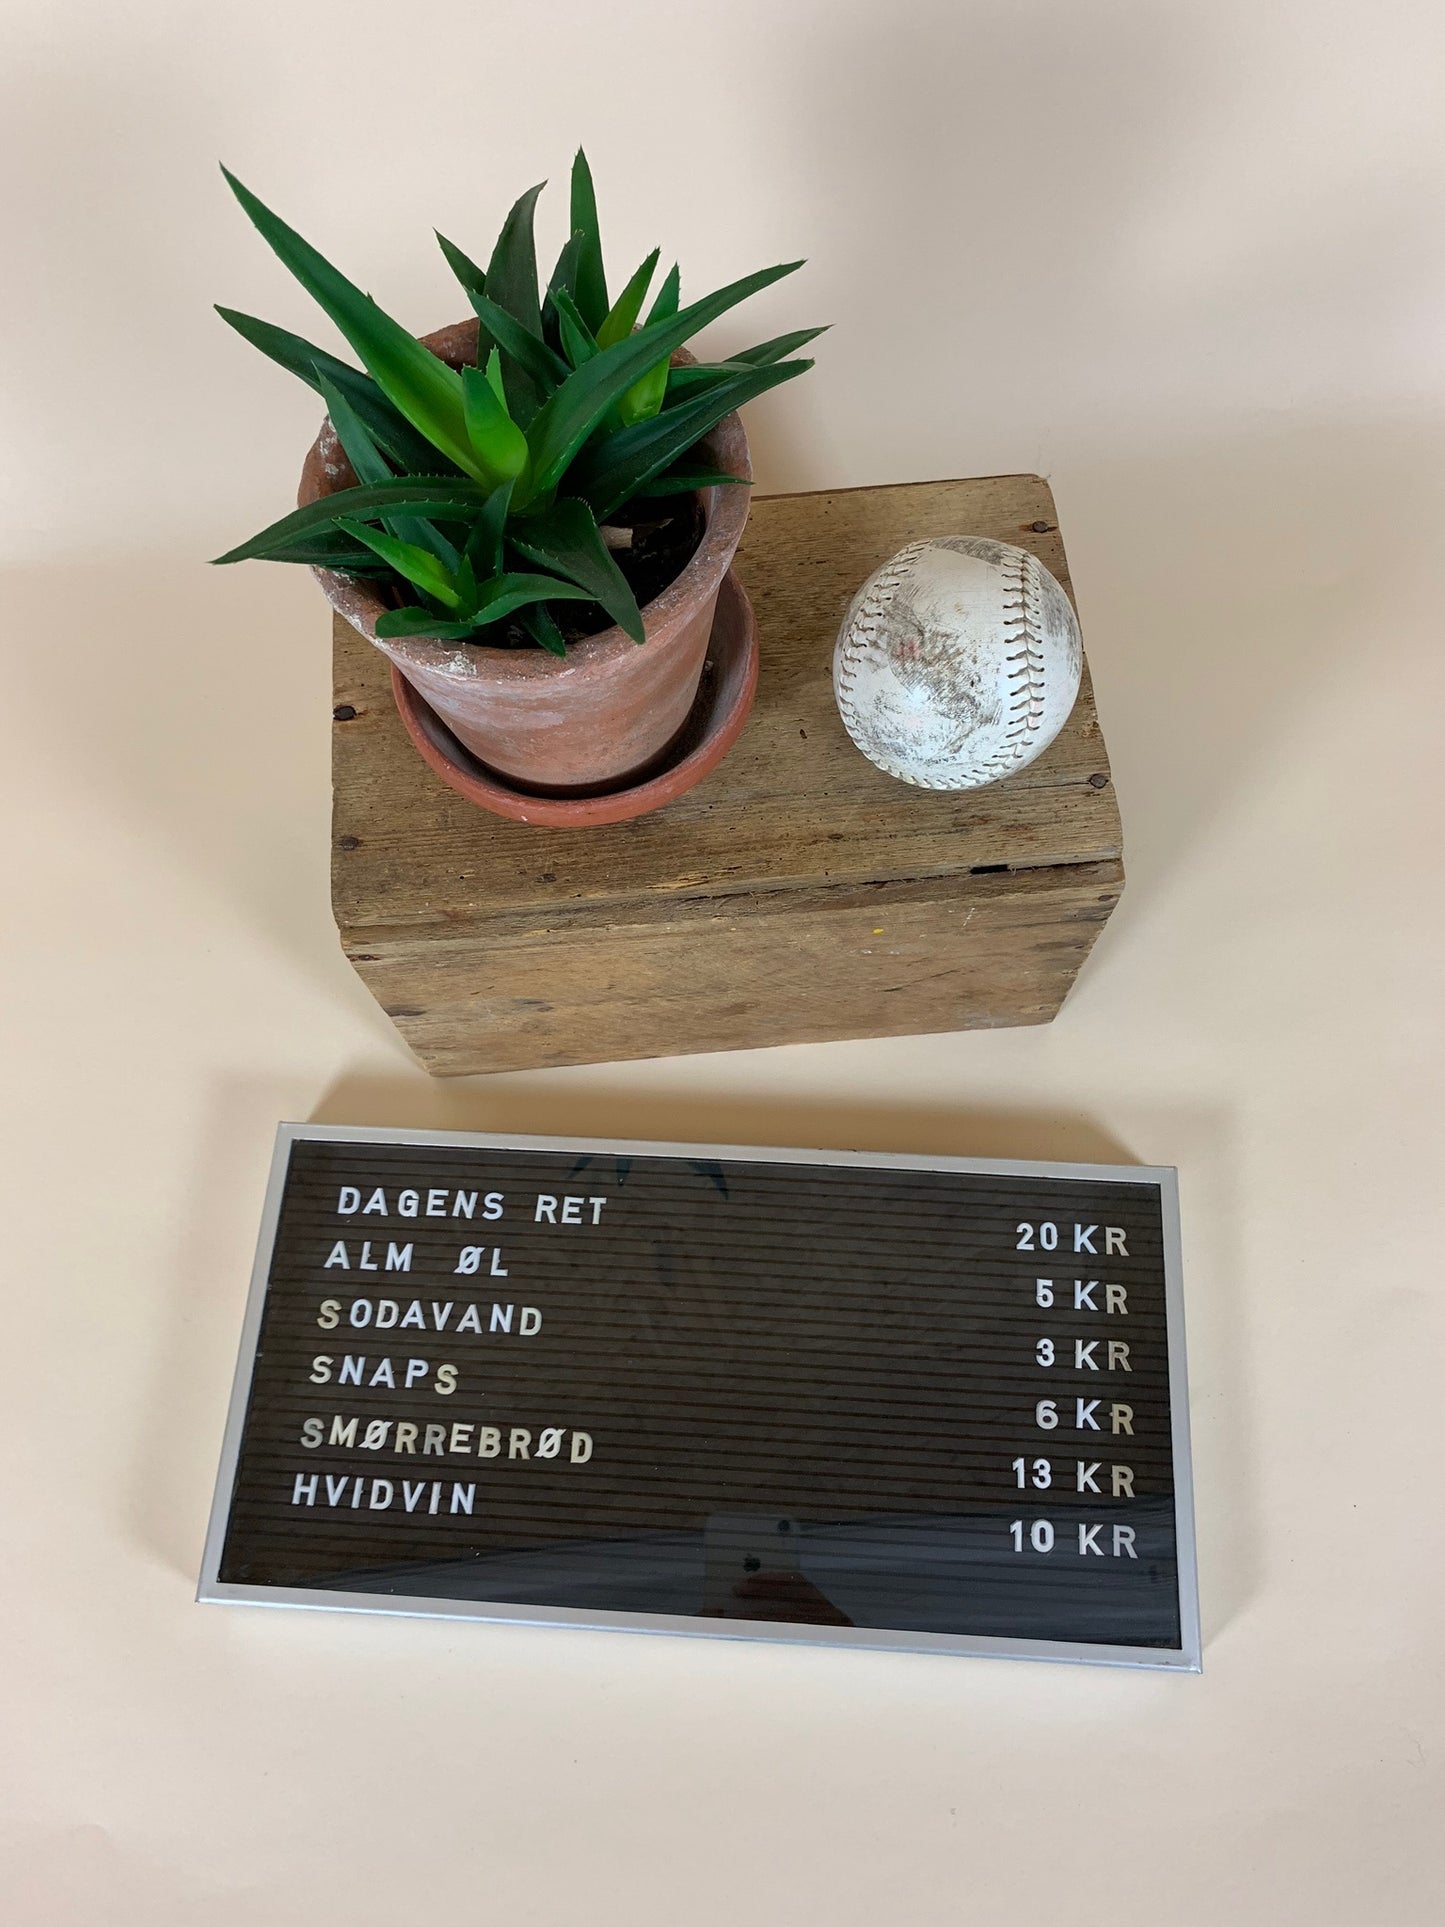 DAGENS RET 20 KR
ALM ØL 5 KR
SODAVAND 3 KR
SNAPS 6 KR
SMØRREBRØD 13 KR
HVIDVIN 10 KR